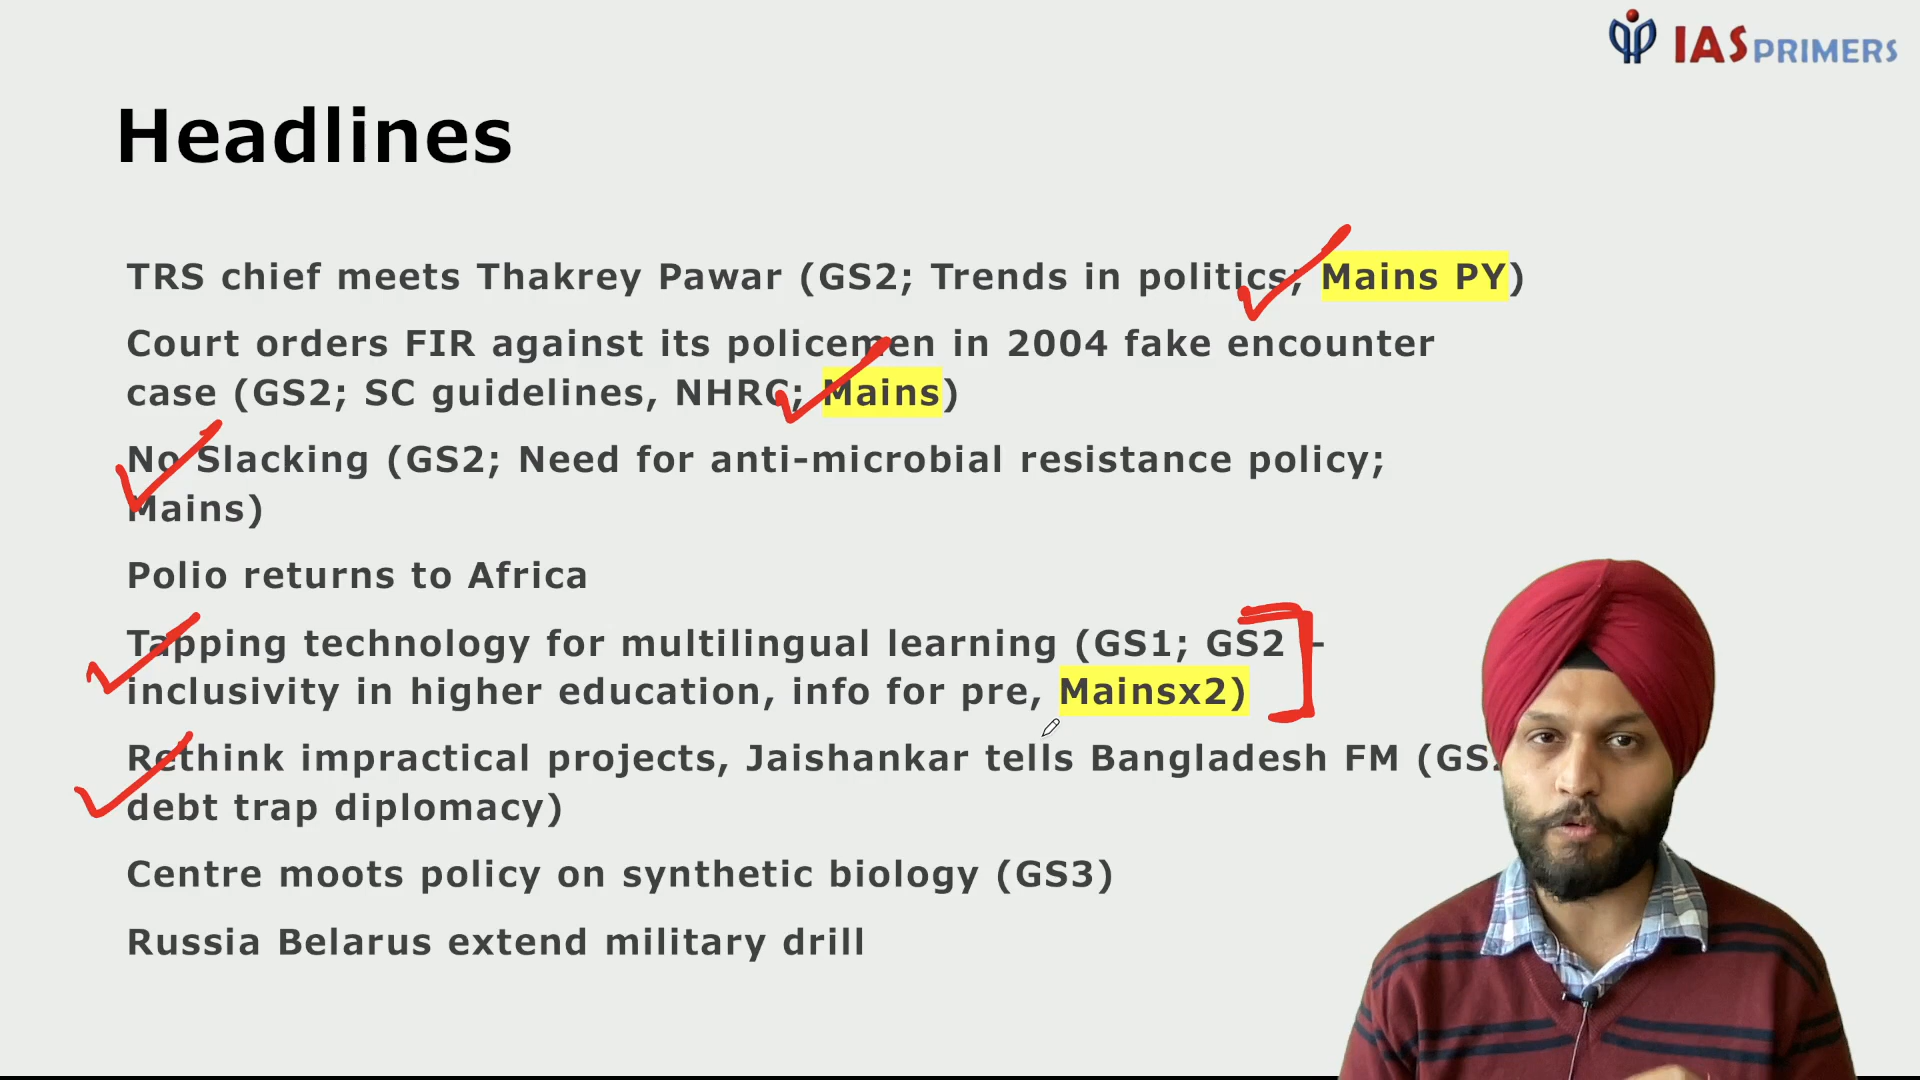 IAS PRIMERS
Headlines
TRS chief meets Thakrey Pawar (GS2; Trends in politics; Mains PY)
Court orders FIR against its policemen in 2004 fake encounter
case (GS2; SC guidelines, NHRC; Mains)
No Slacking (GS2; Need for anti-microbial resistance policy;
Mains)
Polio returns to Africa
Tapping technology for multilingual learning (GS1; GS2 –
inclusivity in higher education, info for pre, Mainsx2)
Rethink impractical projects, Jaishankar tells Bangladesh FM
debt trap diplomacy)
Centre moots policy on synthetic biology (GS3)
Russia Belarus extend military drill